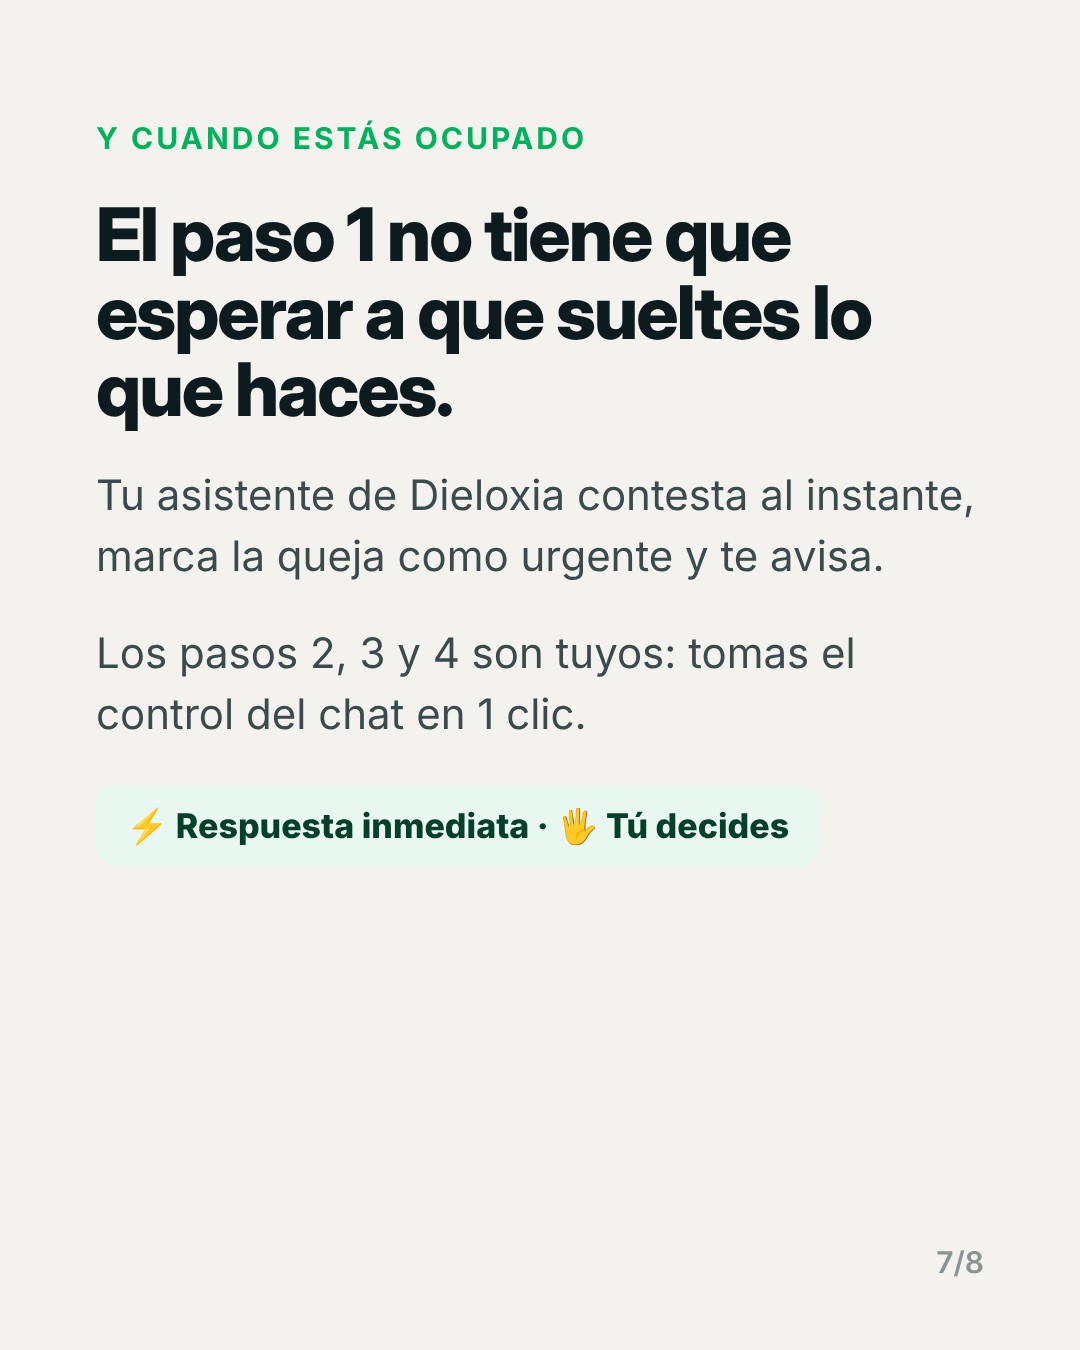 Y CUANDO ESTÁS OCUPADO
El paso 1 no tiene que
esperar a que sueltes lo
que haces.
Tu asistente de Dieloxia contesta al instante,
marca la queja como urgente y te avisa.
Los pasos 2, 3 y 4 son tuyos: tomas el
control del chat en 1 clic.
⚡ Respuesta inmediata · 🖐 Tú decides
7/8